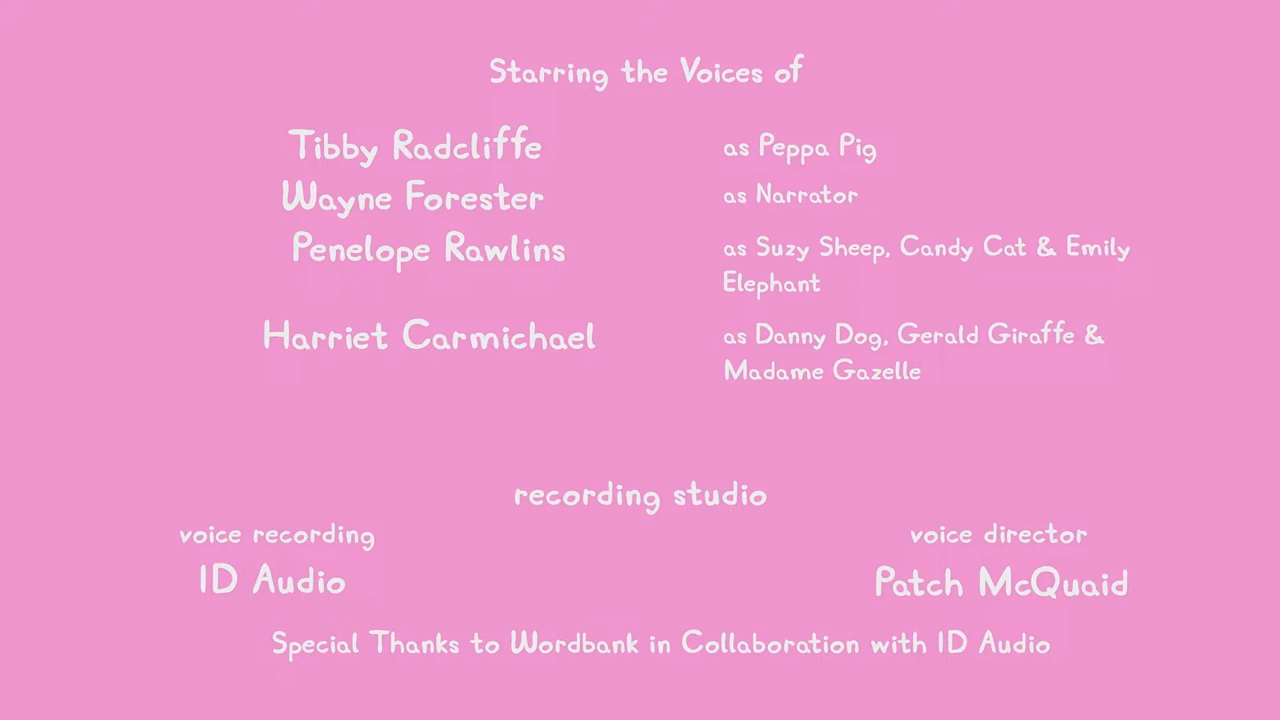 Starring the Voices of
Tibby Radcliffe as Peppa Pig
Wayne Forester as Narrator
Penelope Rawlins as Suzy Sheep, Candy Cat & Emily
Elephant
Harriet Carmichael as Danny Dog, Gerald Giraffe &
Madame Gazelle
recording studio
voice recording voice director
ID Audio Patch McQuaid
Special Thanks to Wordbank in Collaboration with ID Audio